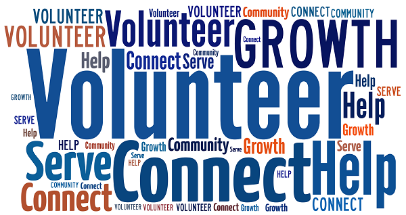 VOLUNTEER Volunteer VOLUNTEER Community CONNECT COMMUNITY
VOLUNTEER Volunteer Connect GROWTH
Help Connect Serve Community
Volunteer
GROWTH Help SERVE
SERVE Help
Help Growth
HELP Community Growth Community Serve Growth Serve
Serve Connect Serve HELP HELP Help
COMMUNITY Connect
Connect CONNECT
VOLUNTEER VOLUNTEER VOLUNTEER Connect Growth Growth